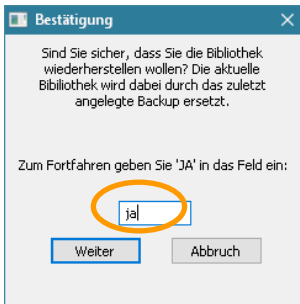 Bestätigung
Sind Sie sicher, dass Sie die Bibliothek
wiederherstellen wollen? Die aktuelle
Bibiliothek wird dabei durch das zuletzt
angelegte Backup ersetzt.
Zum Fortfahren geben Sie 'JA' in das Feld ein:
ja
Weiter Abbruch